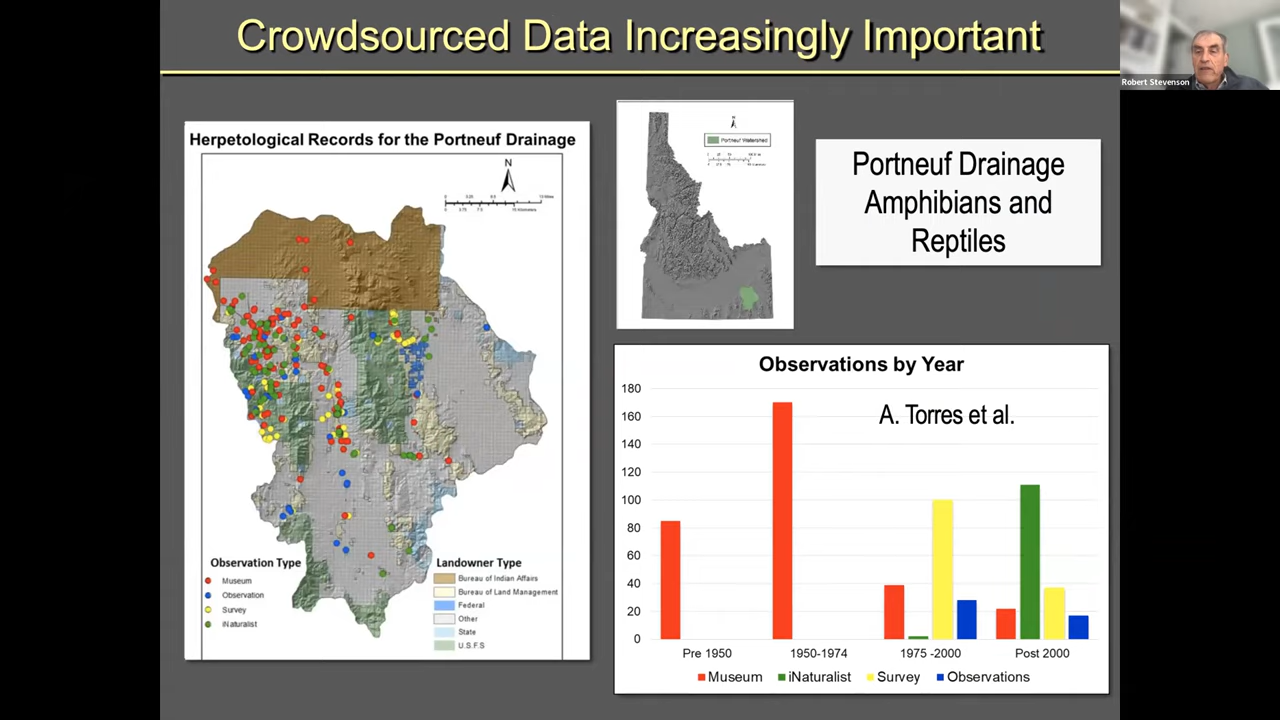 Crowdsourced Data Increasingly Important
Robert Stevenson
Herpetological Records for the Portneuf Drainage
N
Observation Type
Museum
Observation
Survey
iNaturalist
Landowner Type
Bureau of Indian Affairs
Bureau of Land Management
Federal
Other
State
U.S.F.S
Portneuf Watershed
Portneuf Drainage
Amphibians and
Reptiles
Observations by Year
A. Torres et al.
180
160
140
120
100
80
60
40
20
0
Pre 1950 1950-1974 1975 -2000 Post 2000
Museum iNaturalist Survey Observations